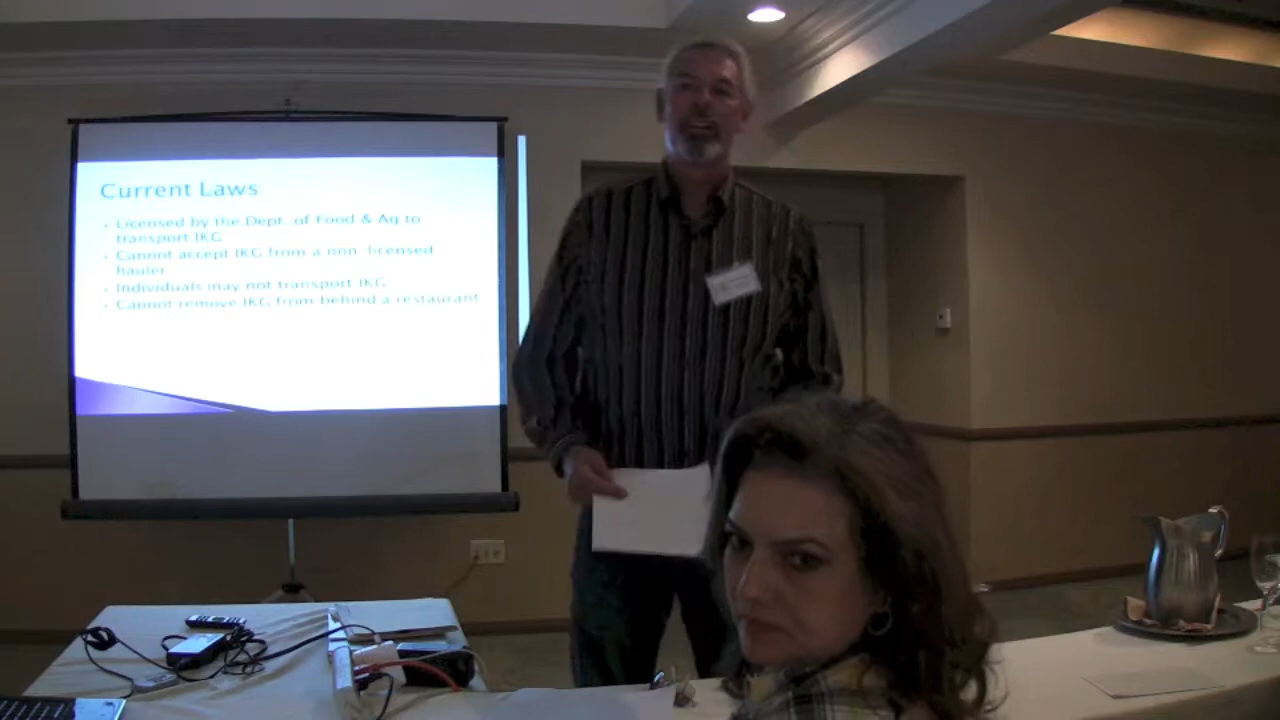 Current Laws
Licensed by the Dept. of Food & Ag to
transport IKG
Cannot accept IKG from a non licensed
hauler
Individuals may not transport IKG
Cannot remove IKG from behind a restaurant